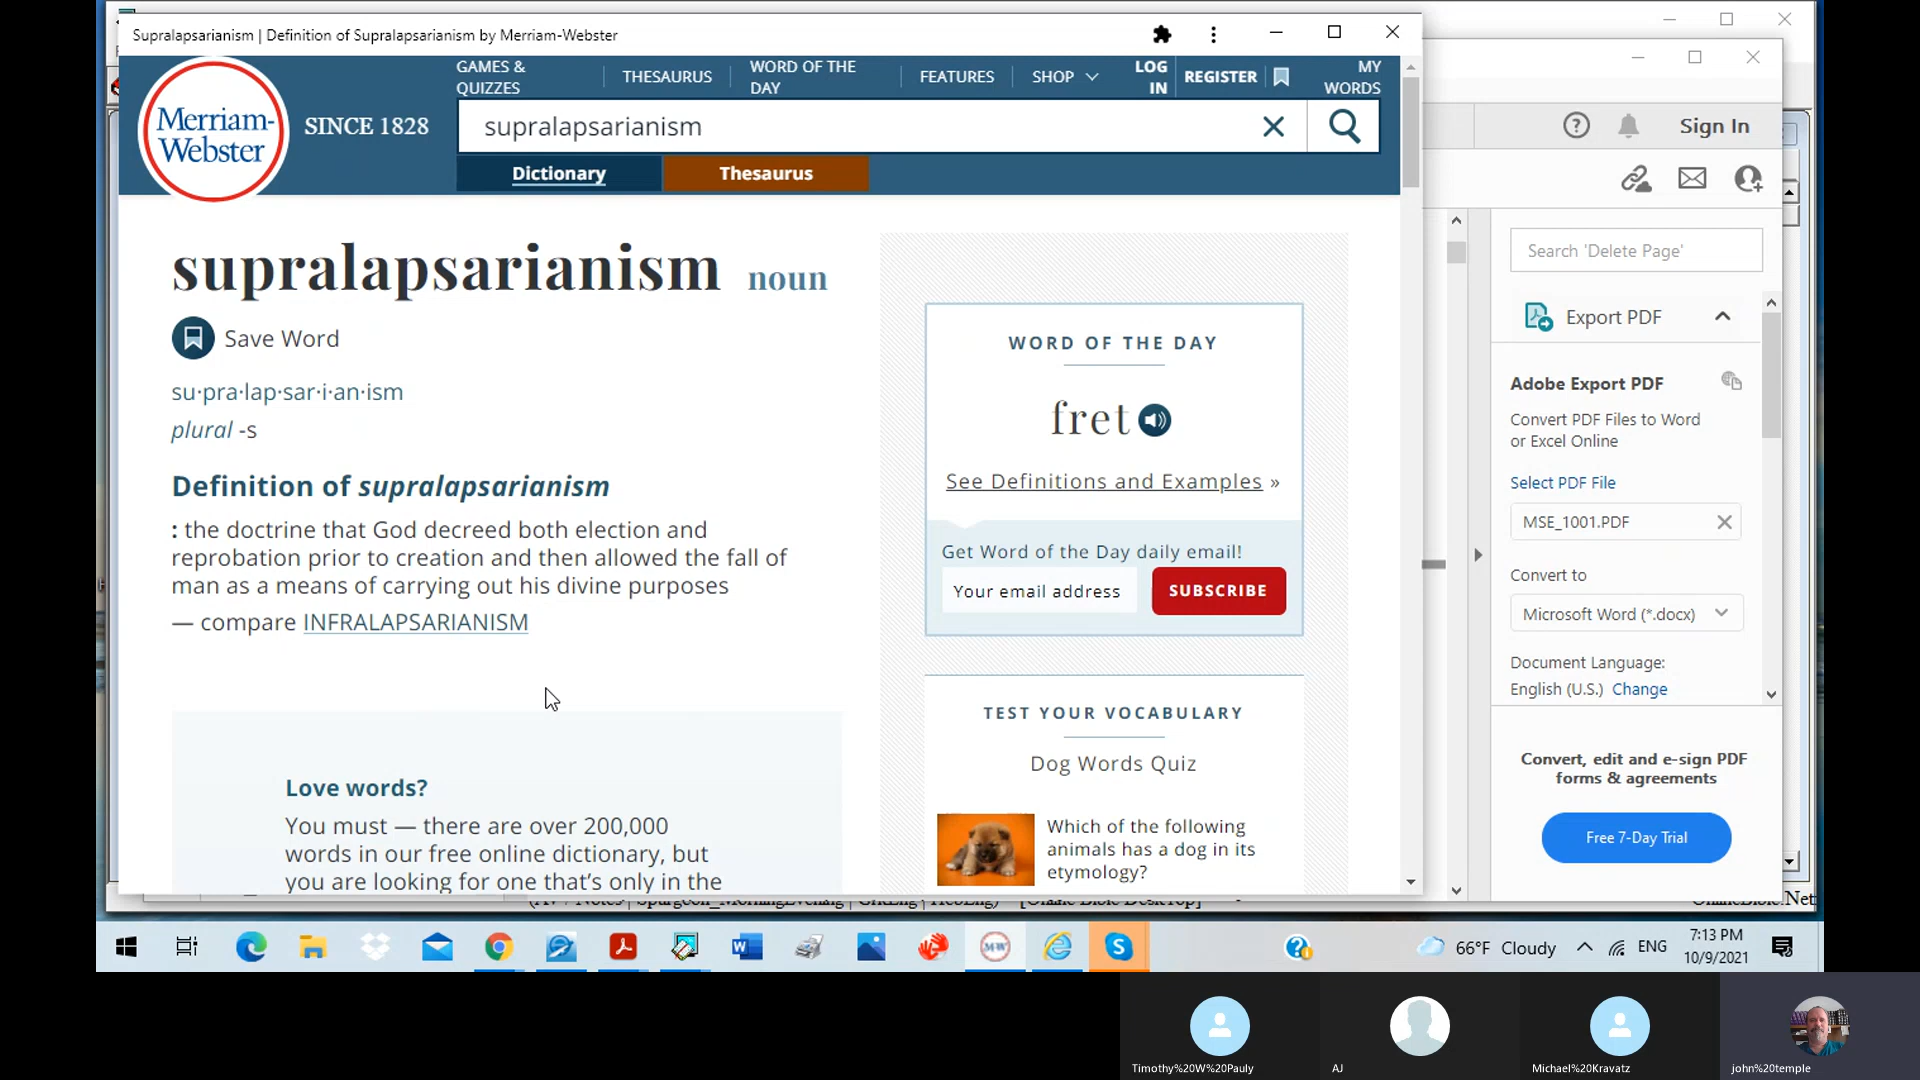 Supralapsarianism | Definition of Supralapsarianism by Merriam-Webster
Merriam-
Webster
SINCE 1828
GAMES &
QUIZZES
THESAURUS
WORD OF THE
DAY
FEATURES
SHOP
LOG
IN
REGISTER
MY
WORDS
supralapsarianism
Dictionary
Thesaurus
supralapsarianism noun
Save Word
su·pra·lap·sar·i·an·ism
plural -s
Definition of supralapsarianism
: the doctrine that God decreed both election and
reprobation prior to creation and then allowed the fall of
man as a means of carrying out his divine purposes
— compare INFRALAPSARIANISM
Love words?
You must — there are over 200,000
words in our free online dictionary, but
you are looking for one that's only in the
WORD OF THE DAY
fret
See Definitions and Examples »
Get Word of the Day daily email!
Your email address
SUBSCRIBE
TEST YOUR VOCABULARY
Dog Words Quiz
Which of the following
animals has a dog in its
etymology?
Sign In
Search 'Delete Page'
Export PDF
Adobe Export PDF
Convert PDF Files to Word
or Excel Online
Select PDF File
MSE_1001.PDF
Convert to
Microsoft Word (*.docx)
Document Language:
English (U.S.) Change
Convert, edit and e-sign PDF
forms & agreements
Free 7-Day Trial
OnlineBible.Net
66°F Cloudy
ENG
7:13 PM
10/9/2021
Timothy%20W%20Pauly
AJ
Michael%20Kravatz
john%20temple